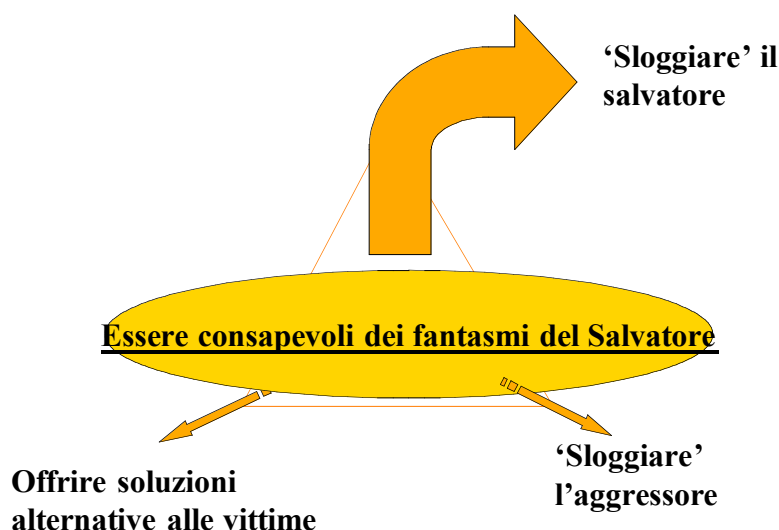 ‘Sloggiare’ il
salvatore
Essere consapevoli dei fantasmi del Salvatore
Offrire soluzioni
alternative alle vittime
‘Sloggiare’
l’aggressore